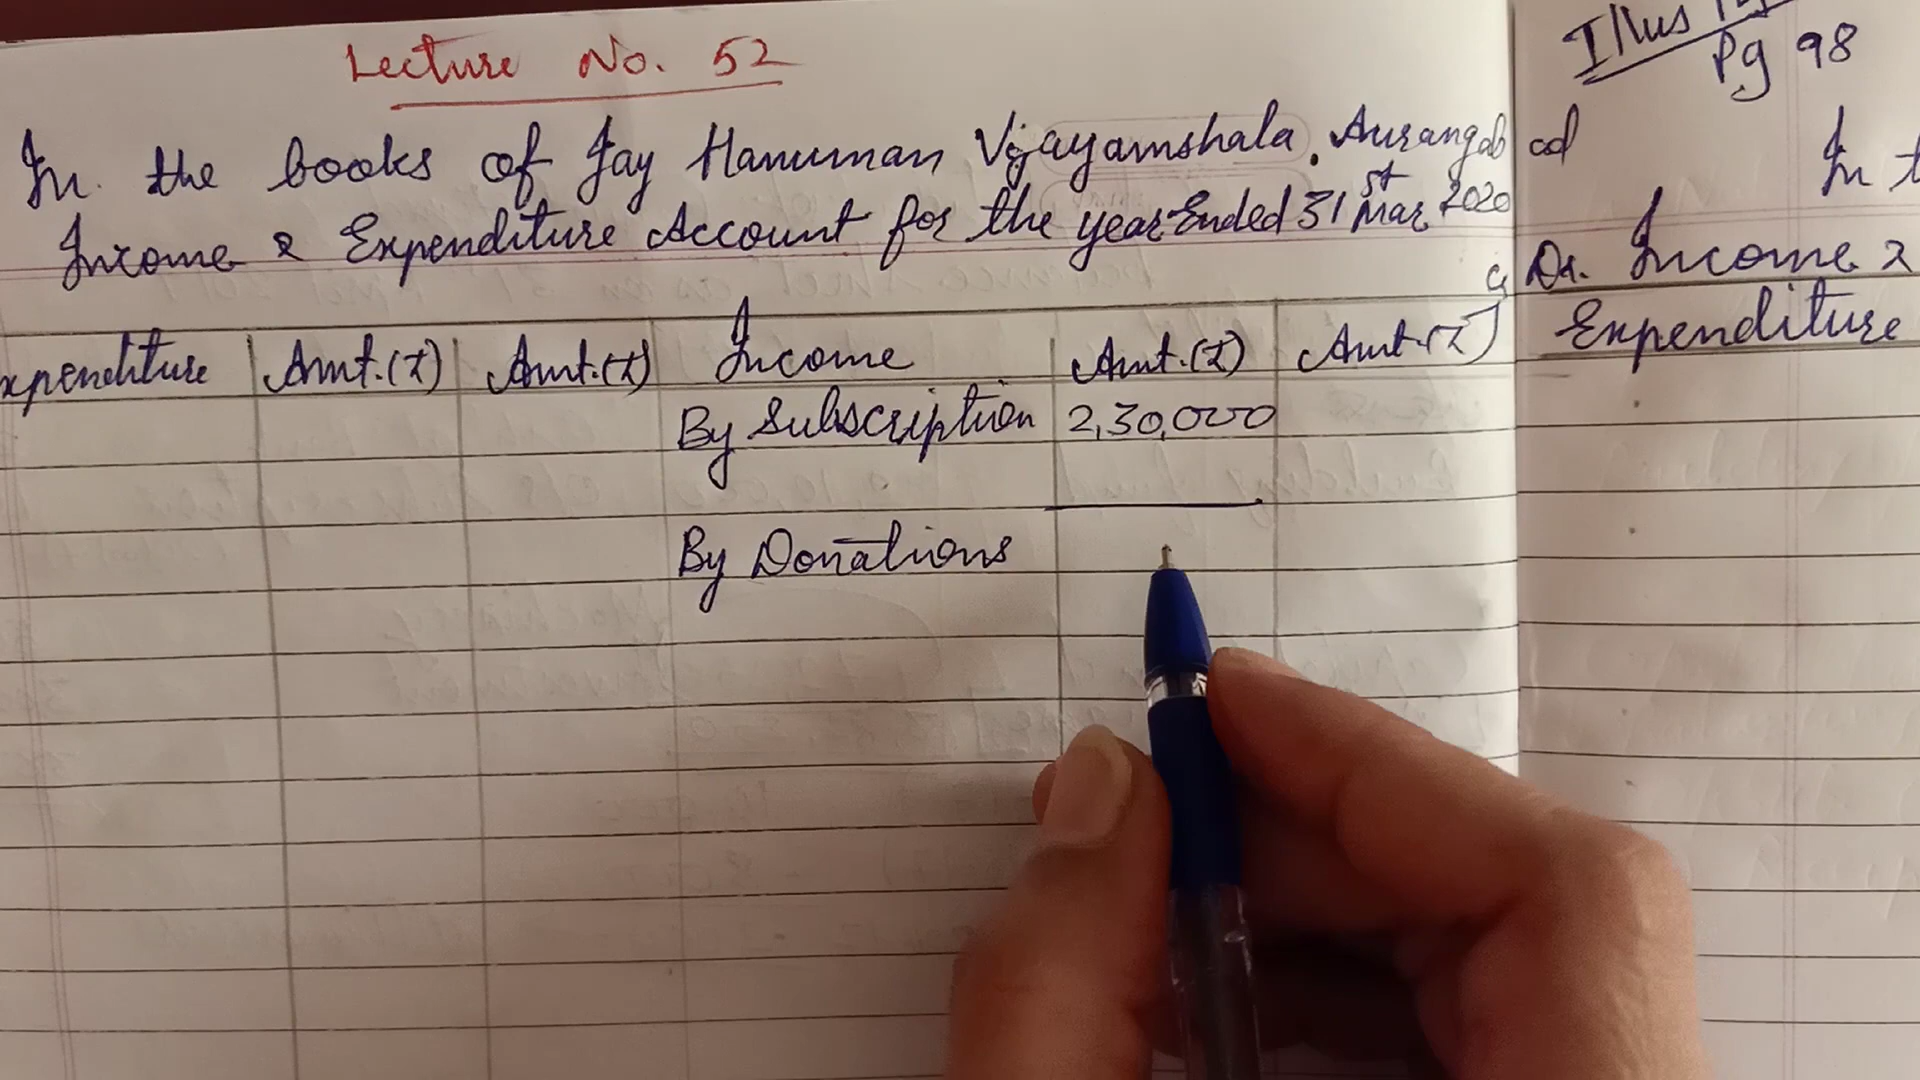 Lecture No. 52
In the books of Jay Hanuman Vyayamshala, Aurangabad
Income & Expenditure Account for the year Ended 31st Mar 2020
xpenditure Amt.(₹) Amt.(₹) Income Amt.(₹) Amt.(₹)
By Subscription 2,30,000
By Donations
Illus
Pg 98
In t
Dr. Income &
Expenditure